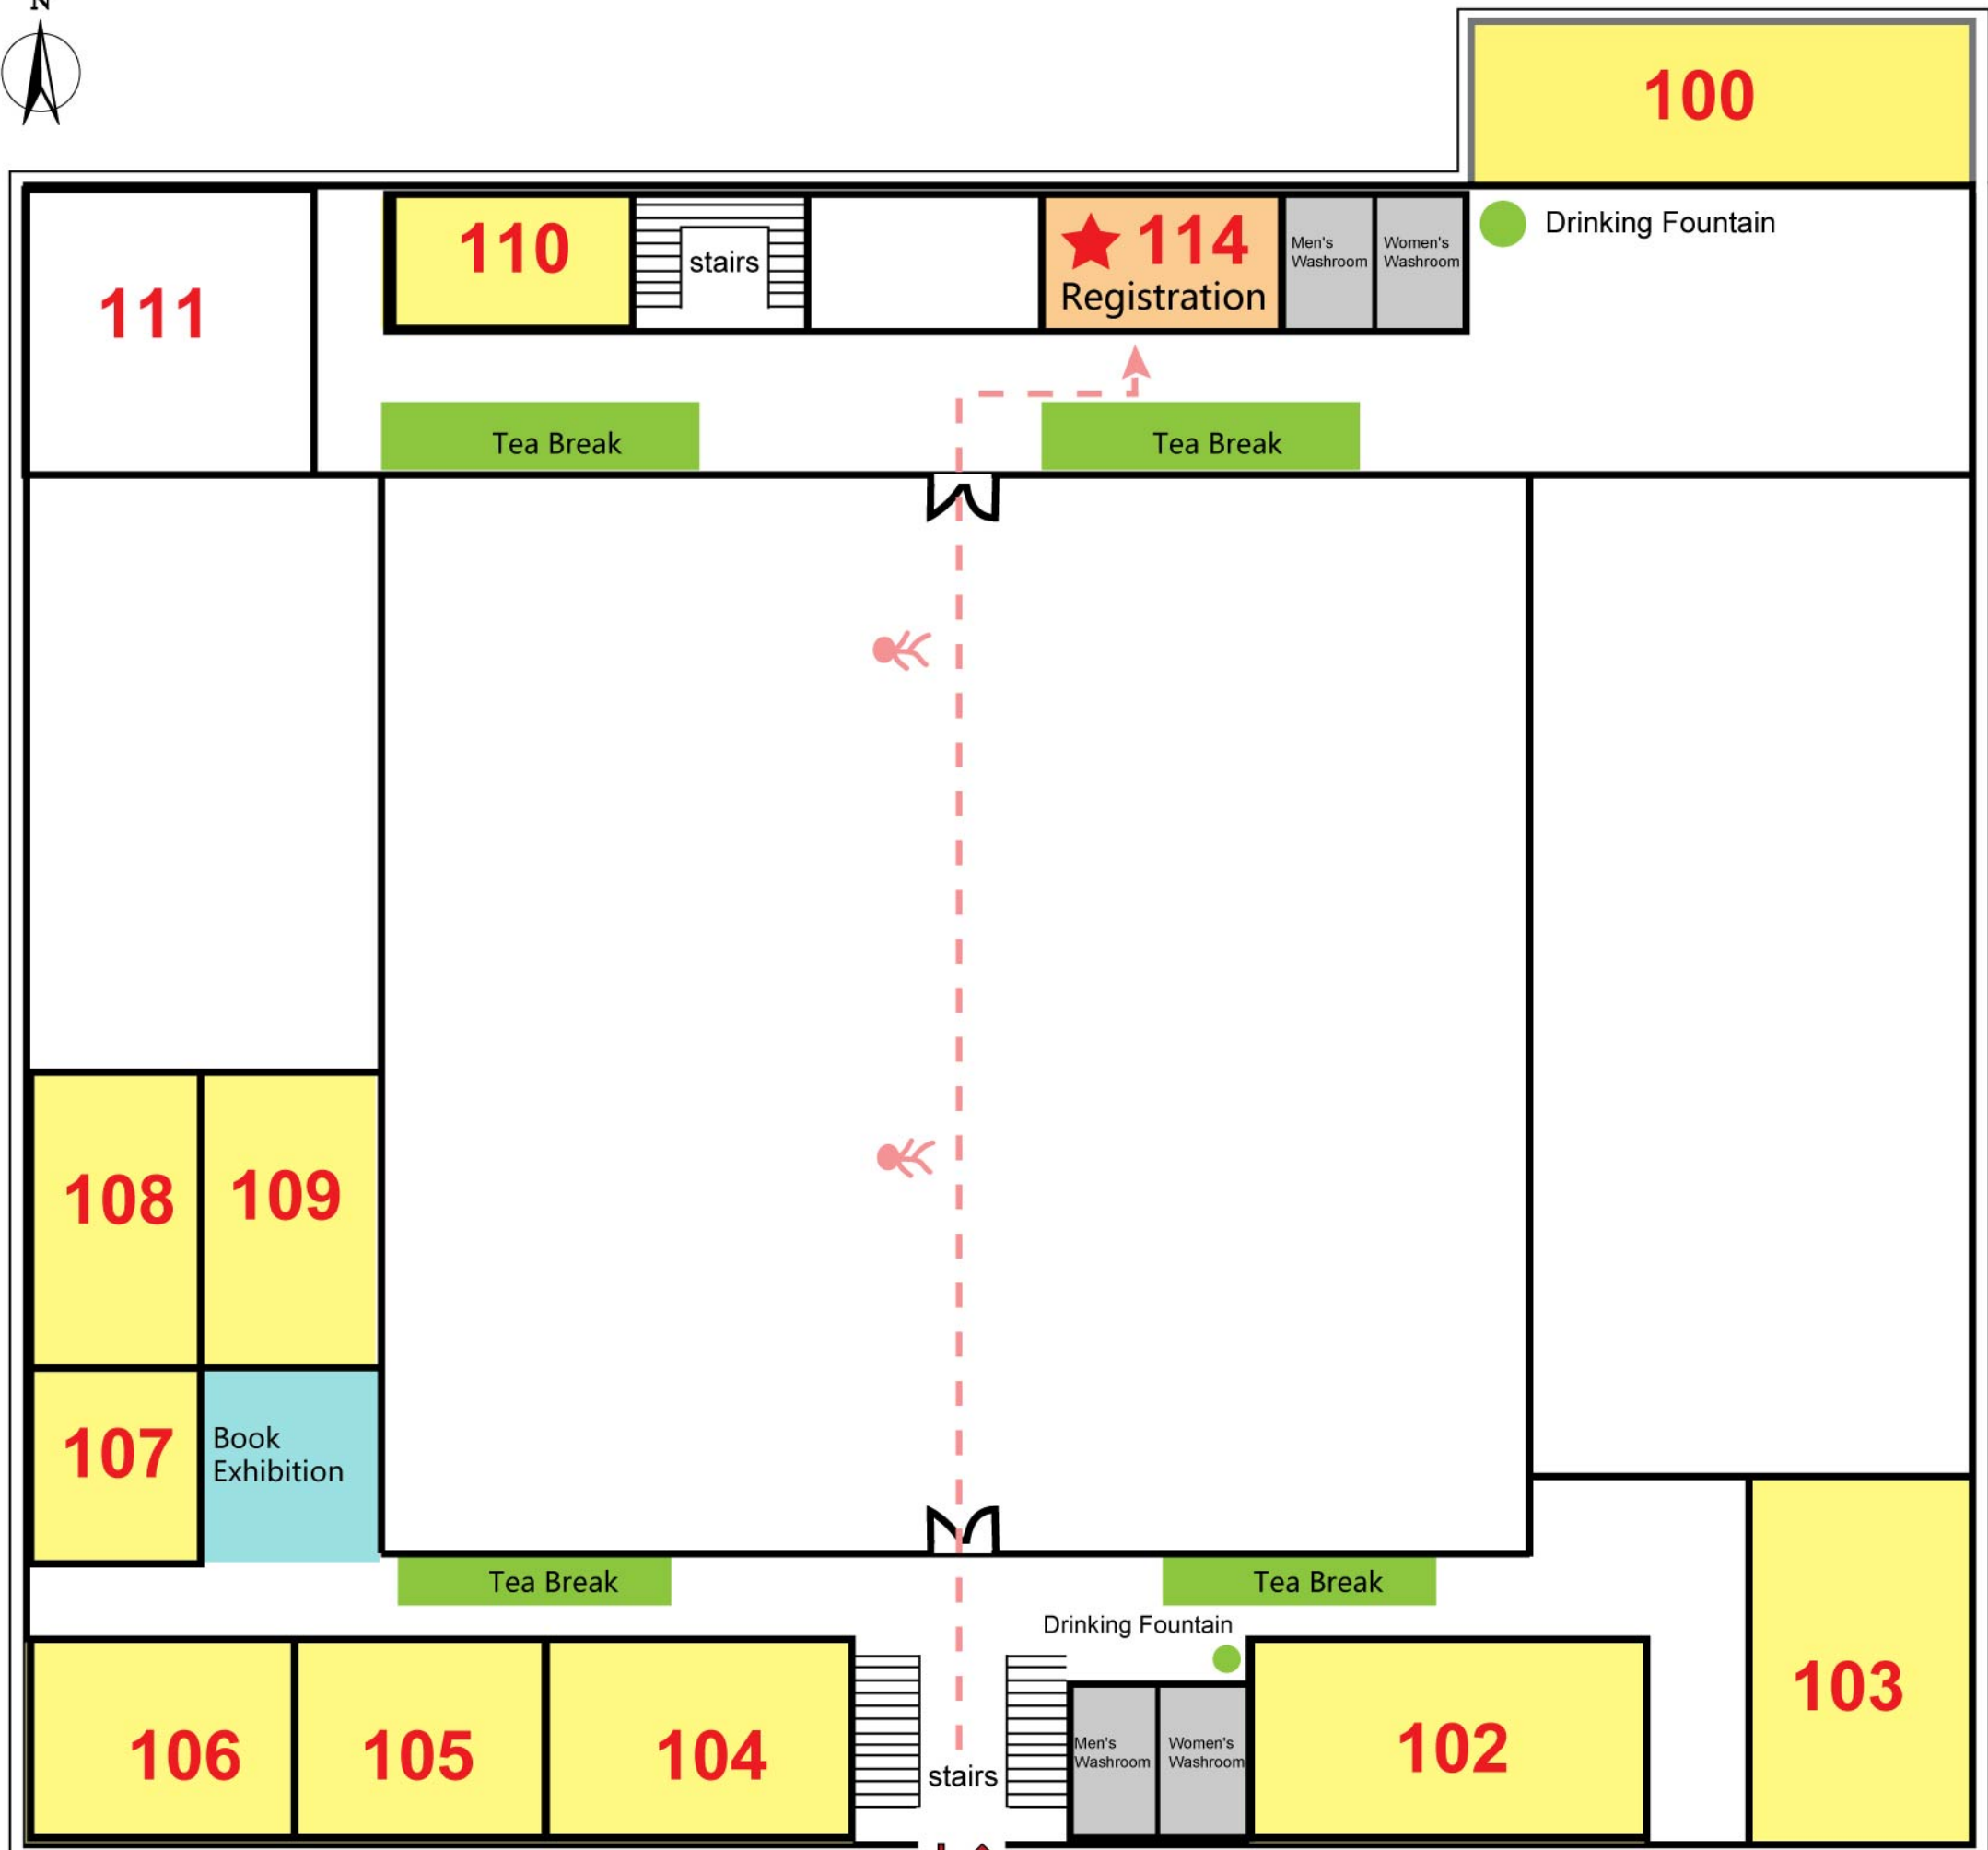 N
100
110
stairs
114
Registration
Men's
Washroom
Women's
Washroom
Drinking Fountain
111
Tea Break
Tea Break
108
109
107
Book
Exhibition
Tea Break
Tea Break
Drinking Fountain
106
105
104
stairs
Men's
Washroom
Women's
Washroom
102
103